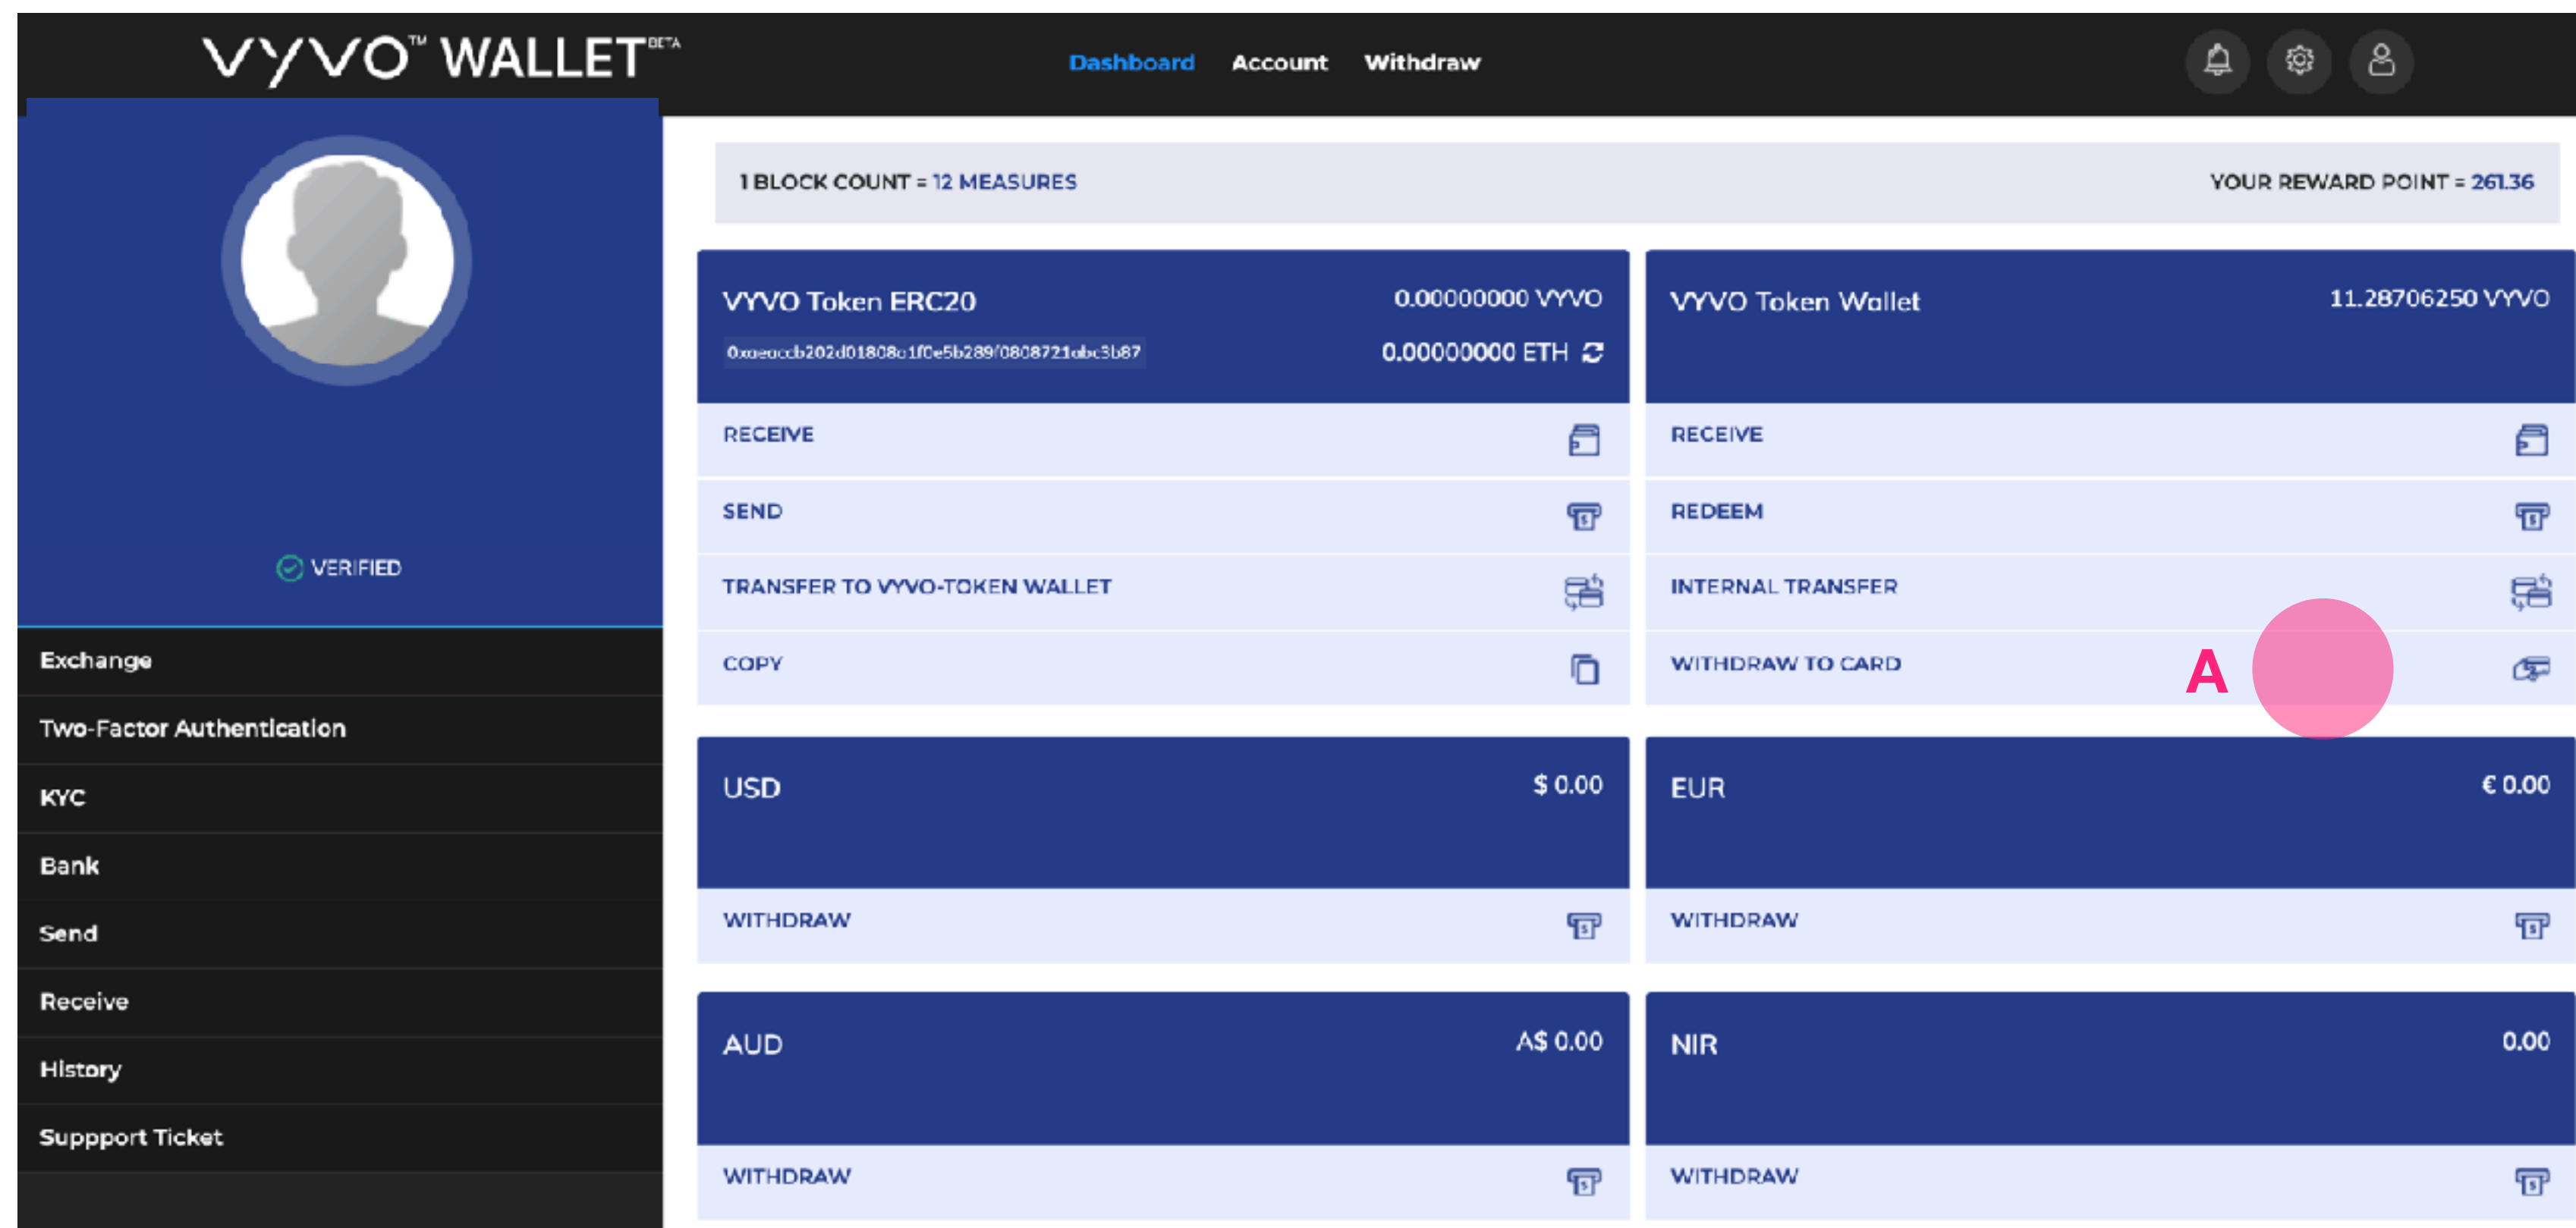 VYVO™ WALLET BETA
Dashboard Account Withdraw
1 BLOCK COUNT = 12 MEASURES
YOUR REWARD POINT = 261.36
VERIFIED
Exchange
Two-Factor Authentication
KYC
Bank
Send
Receive
History
Suppport Ticket
VYVO Token ERC20
0.00000000 VYVO
0.00000000 ETH
RECEIVE
SEND
TRANSFER TO VYVO-TOKEN WALLET
COPY
VYVO Token Wallet
11.28706250 VYVO
RECEIVE
REDEEM
INTERNAL TRANSFER
WITHDRAW TO CARD
A
USD
$ 0.00
WITHDRAW
EUR
€ 0.00
WITHDRAW
AUD
A$ 0.00
WITHDRAW
NIR
0.00
WITHDRAW